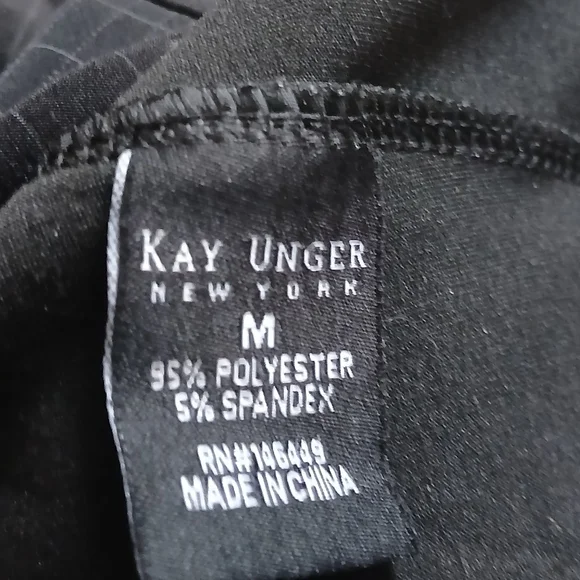 KAY UNGER
NEW YORK
M
95% POLYESTER
5% SPANDEX
RN#146449
MADE IN CHINA